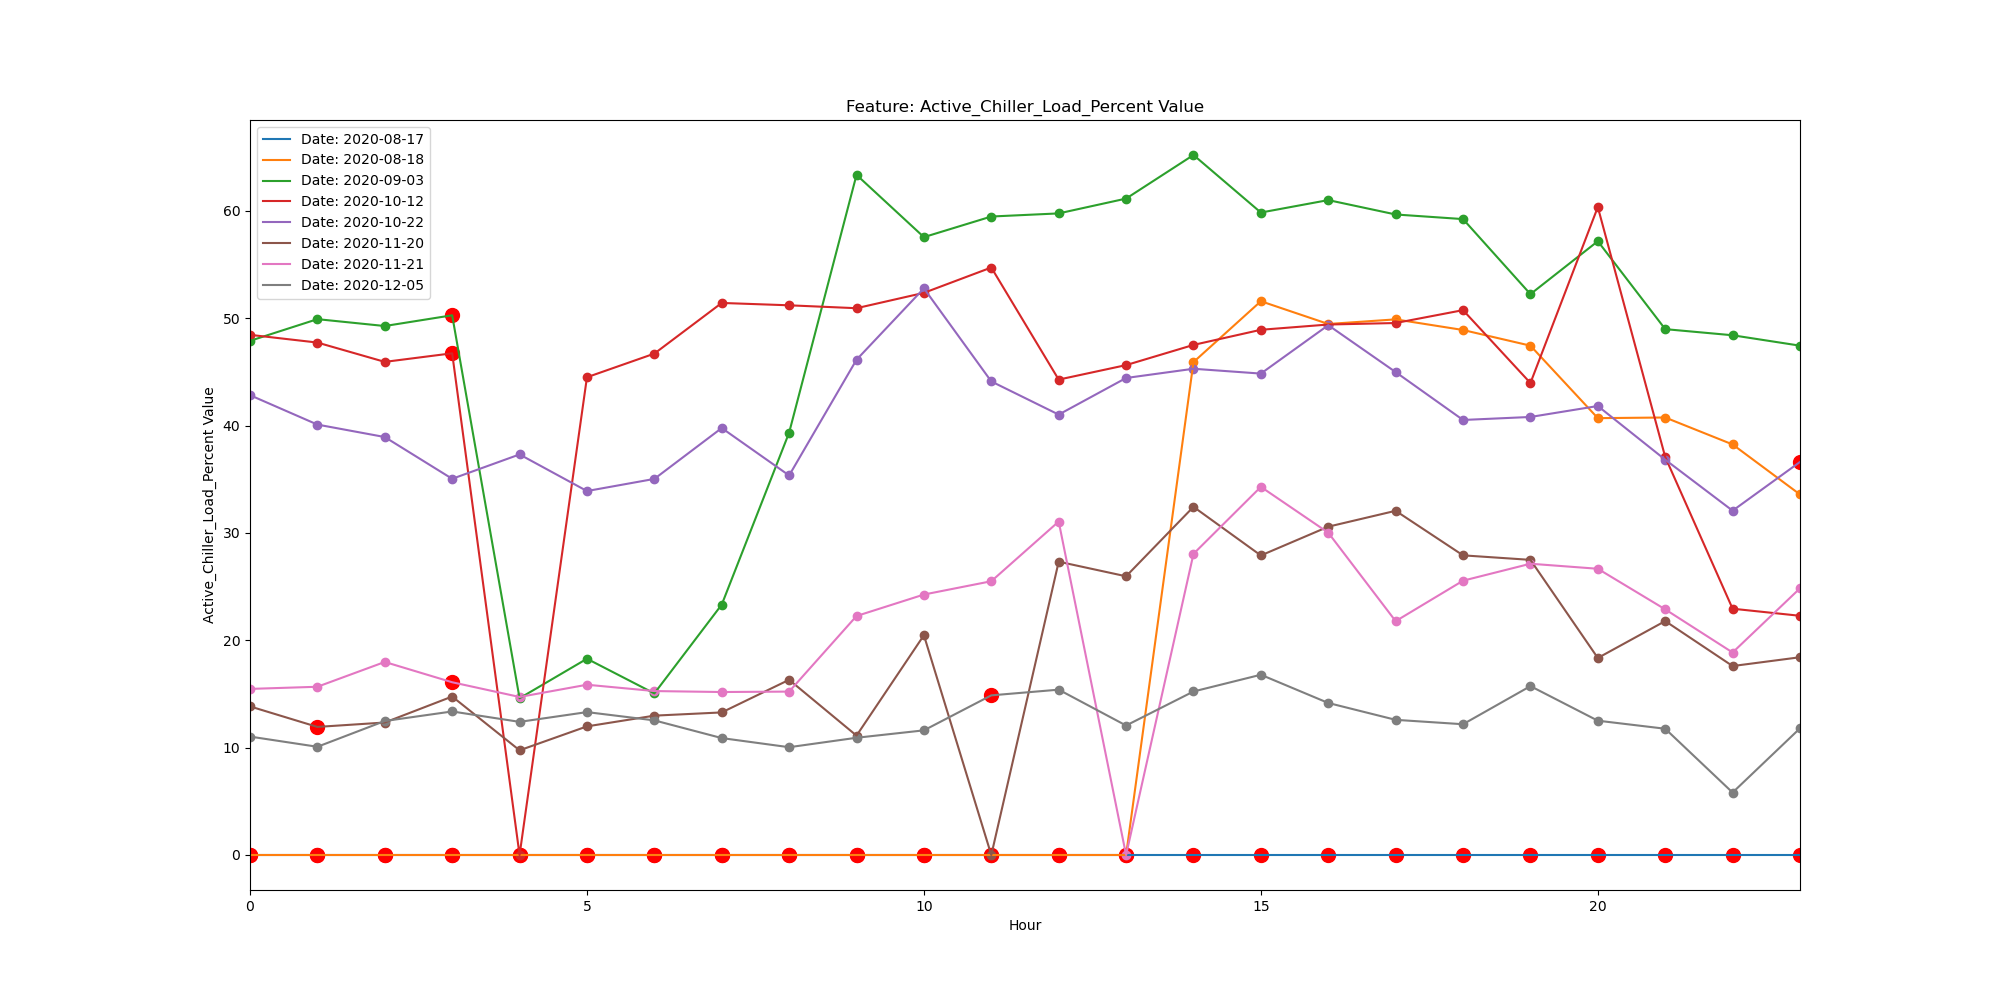 Feature: Active_Chiller_Load_Percent Value
Date: 2020-08-17
Date: 2020-08-18
Date: 2020-09-03
Date: 2020-10-12
Date: 2020-10-22
Date: 2020-11-20
Date: 2020-11-21
Date: 2020-12-05
Active_Chiller_Load_Percent Value
60
50
40
30
20
10
0
0 5 10 15 20
Hour